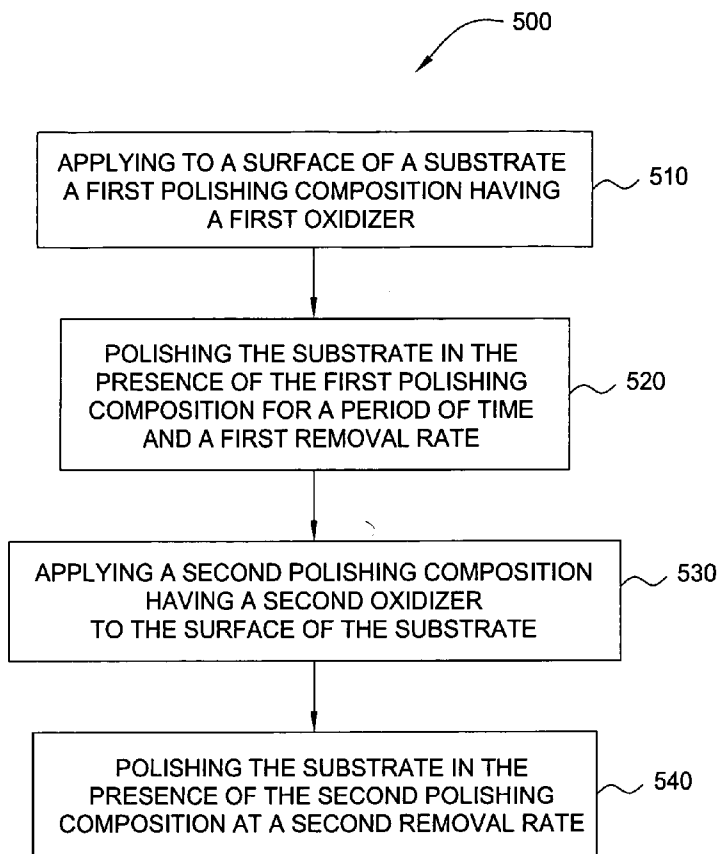 500
APPLYING TO A SURFACE OF A SUBSTRATE
A FIRST POLISHING COMPOSITION HAVING
A FIRST OXIDIZER
510
POLISHING THE SUBSTRATE IN THE
PRESENCE OF THE FIRST POLISHING
COMPOSITION FOR A PERIOD OF TIME
AND A FIRST REMOVAL RATE
520
APPLYING A SECOND POLISHING COMPOSITION
HAVING A SECOND OXIDIZER
TO THE SURFACE OF THE SUBSTRATE
530
POLISHING THE SUBSTRATE IN THE
PRESENCE OF THE SECOND POLISHING
COMPOSITION AT A SECOND REMOVAL RATE
540